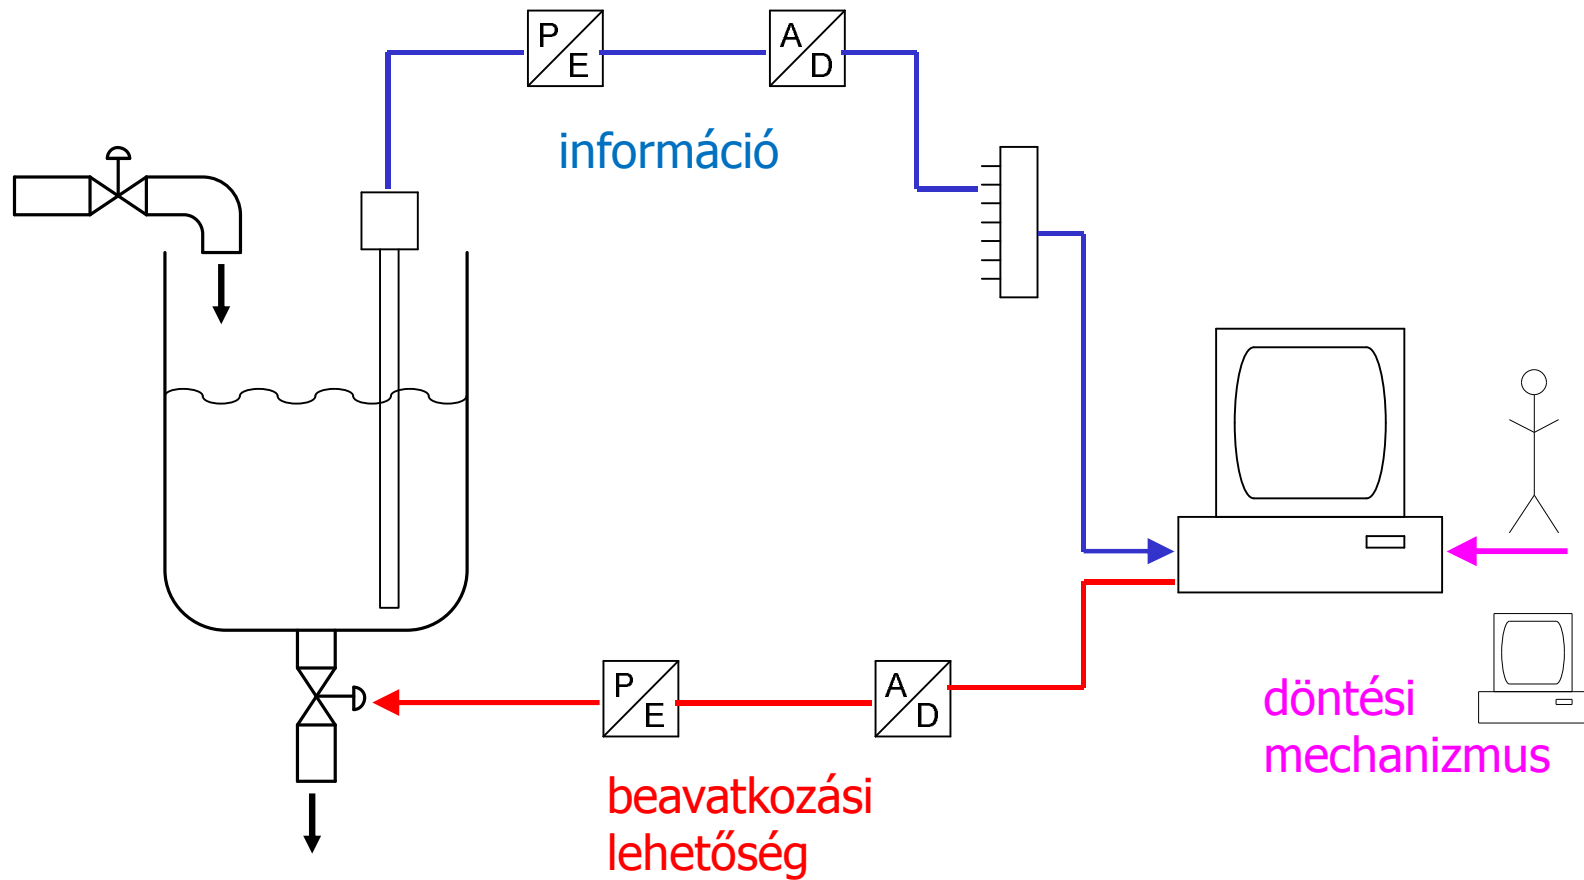 P
E
A
D
információ
P
E
A
D
döntési
mechanizmus
beavatkozási
lehetőség